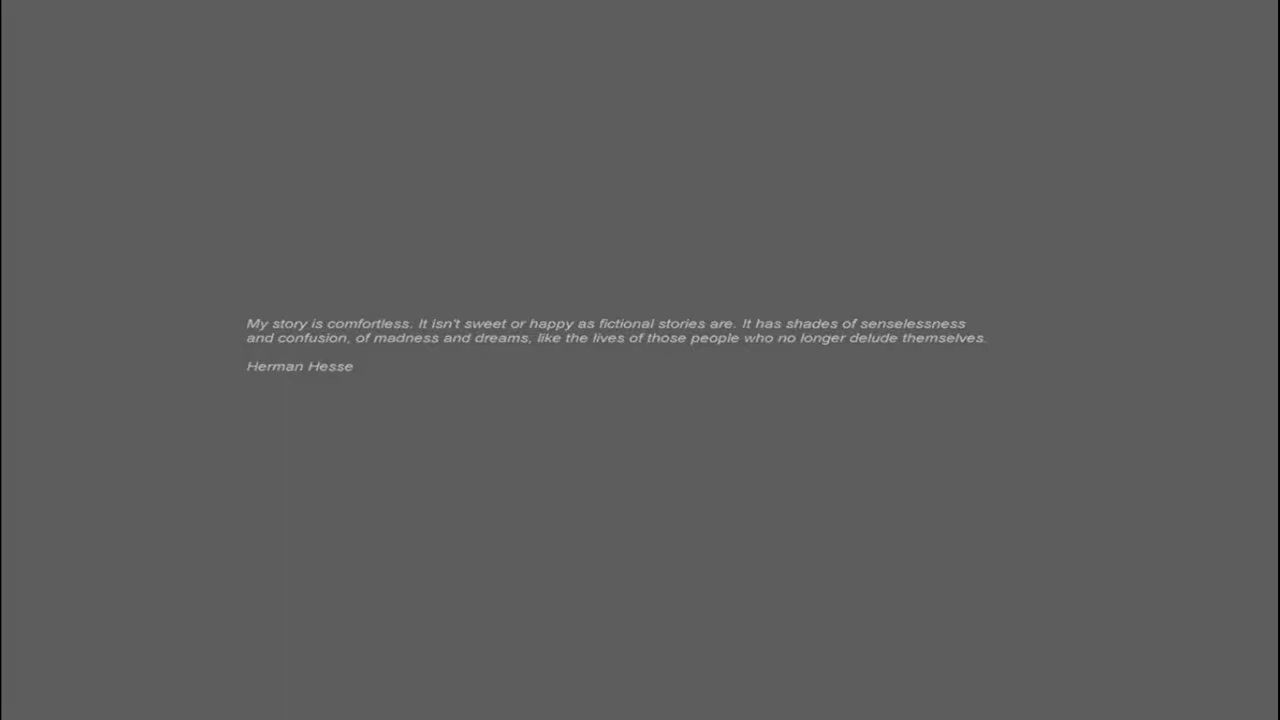 My story is comfortless. It isn't sweet or happy as fictional stories are. It has shades of senselessness
and confusion, of madness and dreams, like the lives of those people who no longer delude themselves.
Herman Hesse